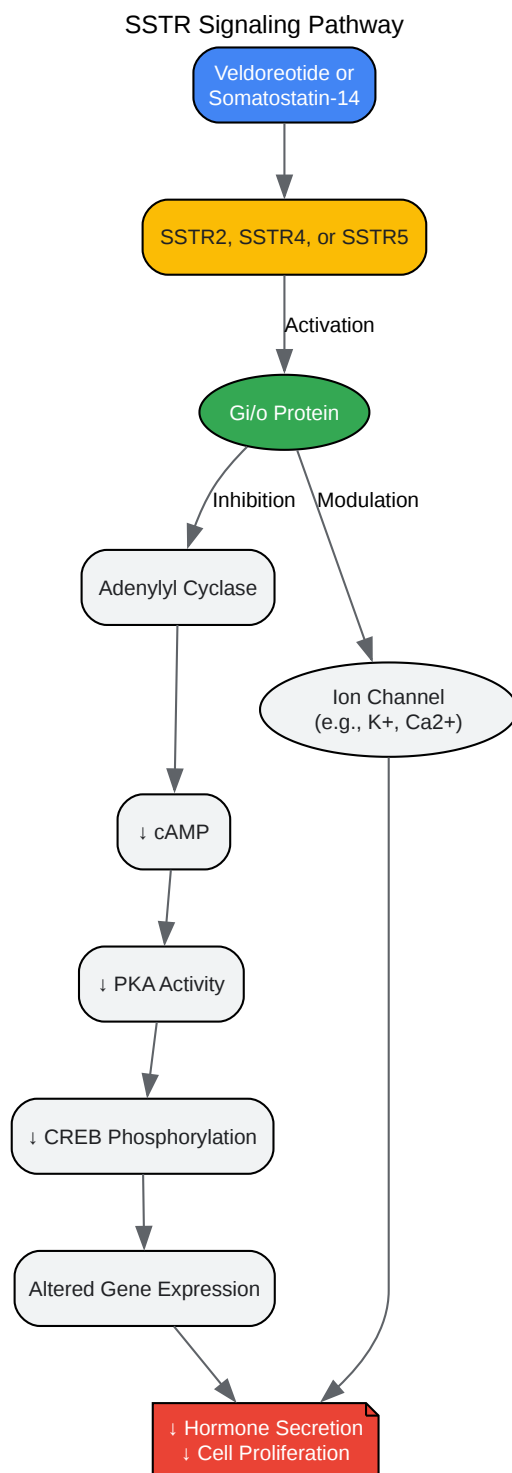 SSTR Signaling Pathway
Veldoreotide or
Somatostatin-14
SSTR2, SSTR4, or SSTR5
Activation
Gi/o Protein
Inhibition
Modulation
Adenylyl Cyclase
Ion Channel
(e.g., K+, Ca2+)
↓ cAMP
↓ PKA Activity
↓ CREB Phosphorylation
Altered Gene Expression
↓ Hormone Secretion
↓ Cell Proliferation